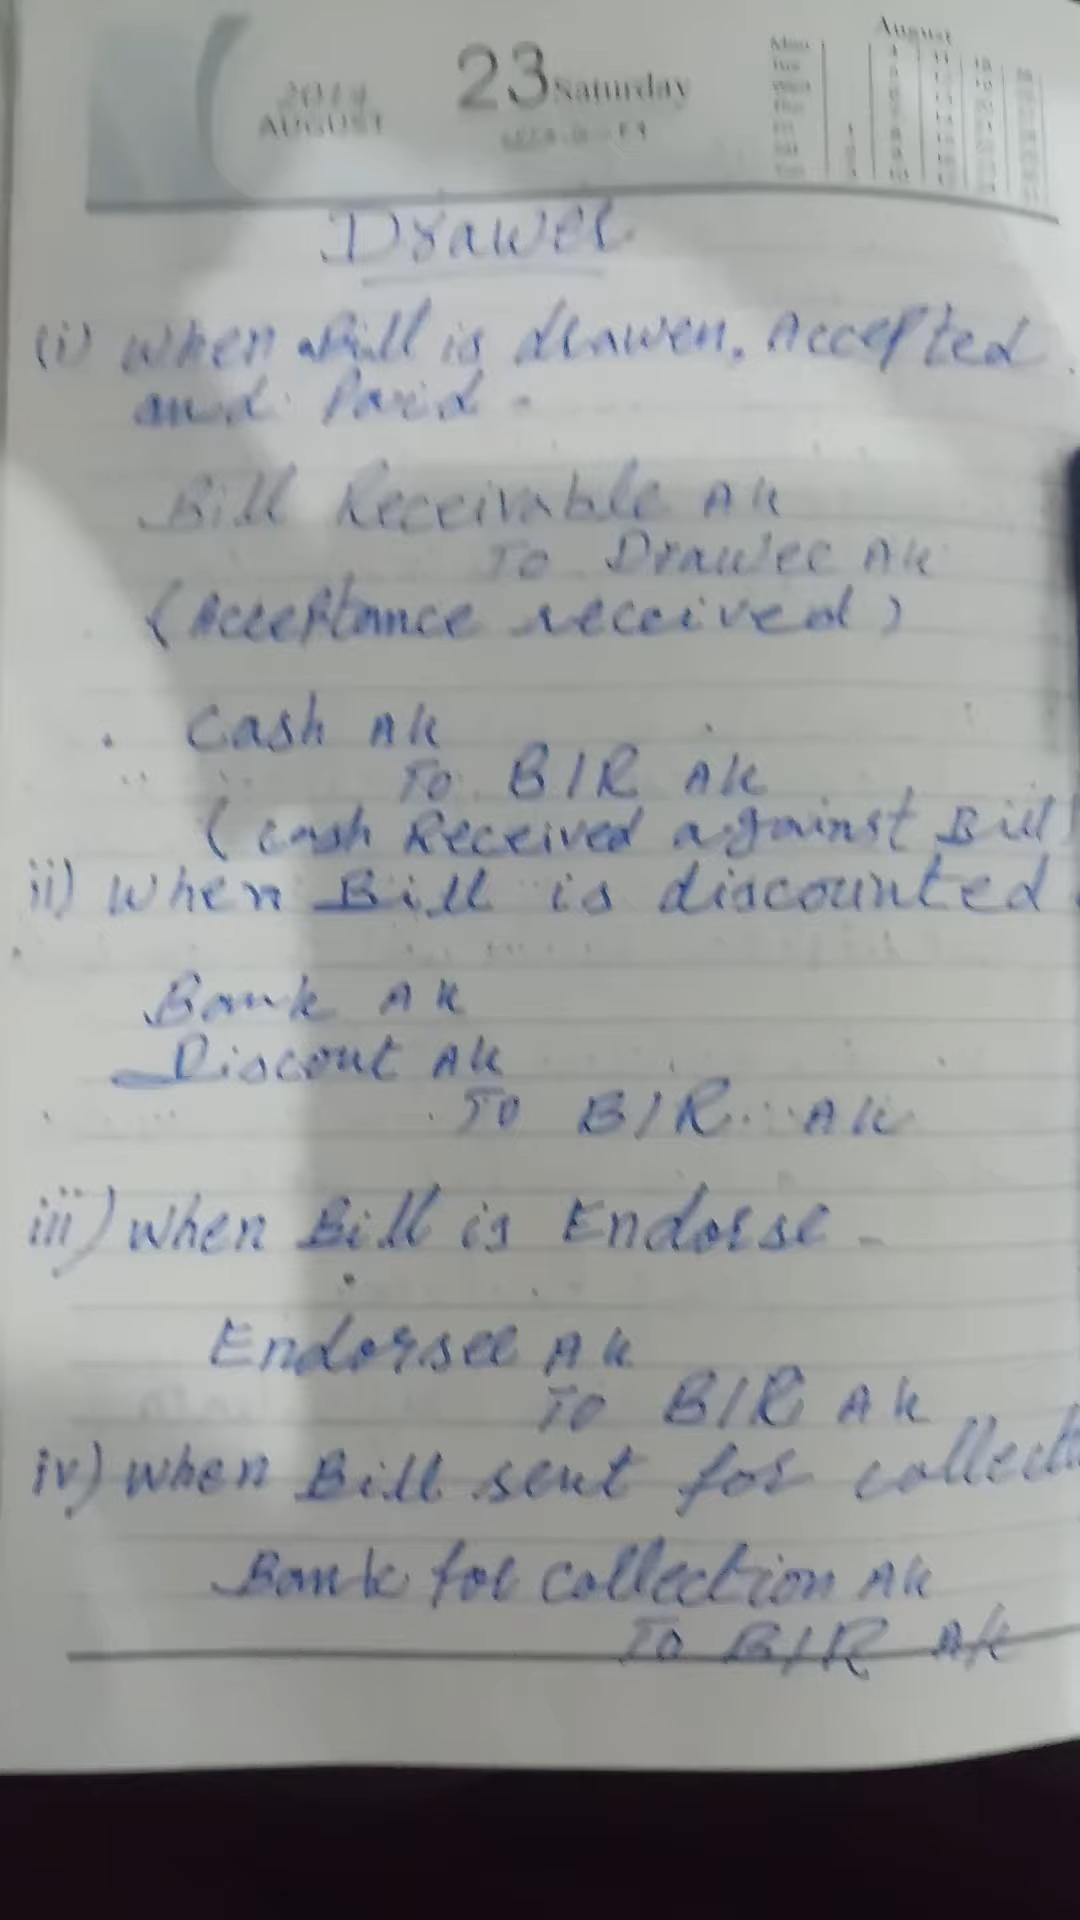 2014
AUGUST
23 Saturday
August
Drawer
(i) when Bill is drawen, Accepted
and Paid -
Bill Receivable A/c
To Drawee A/c
(Acceptance received)
Cash A/c
To B/R A/c
(Cash Received against Bill)
ii) when Bill is discounted
Bank A/c
Discout A/c
To B/R A/c
iii) when Bill is Endorse -
Endorsee A/c
To B/R A/c
iv) when Bill sent for collect
Bank for collection A/c
To B/R A/c